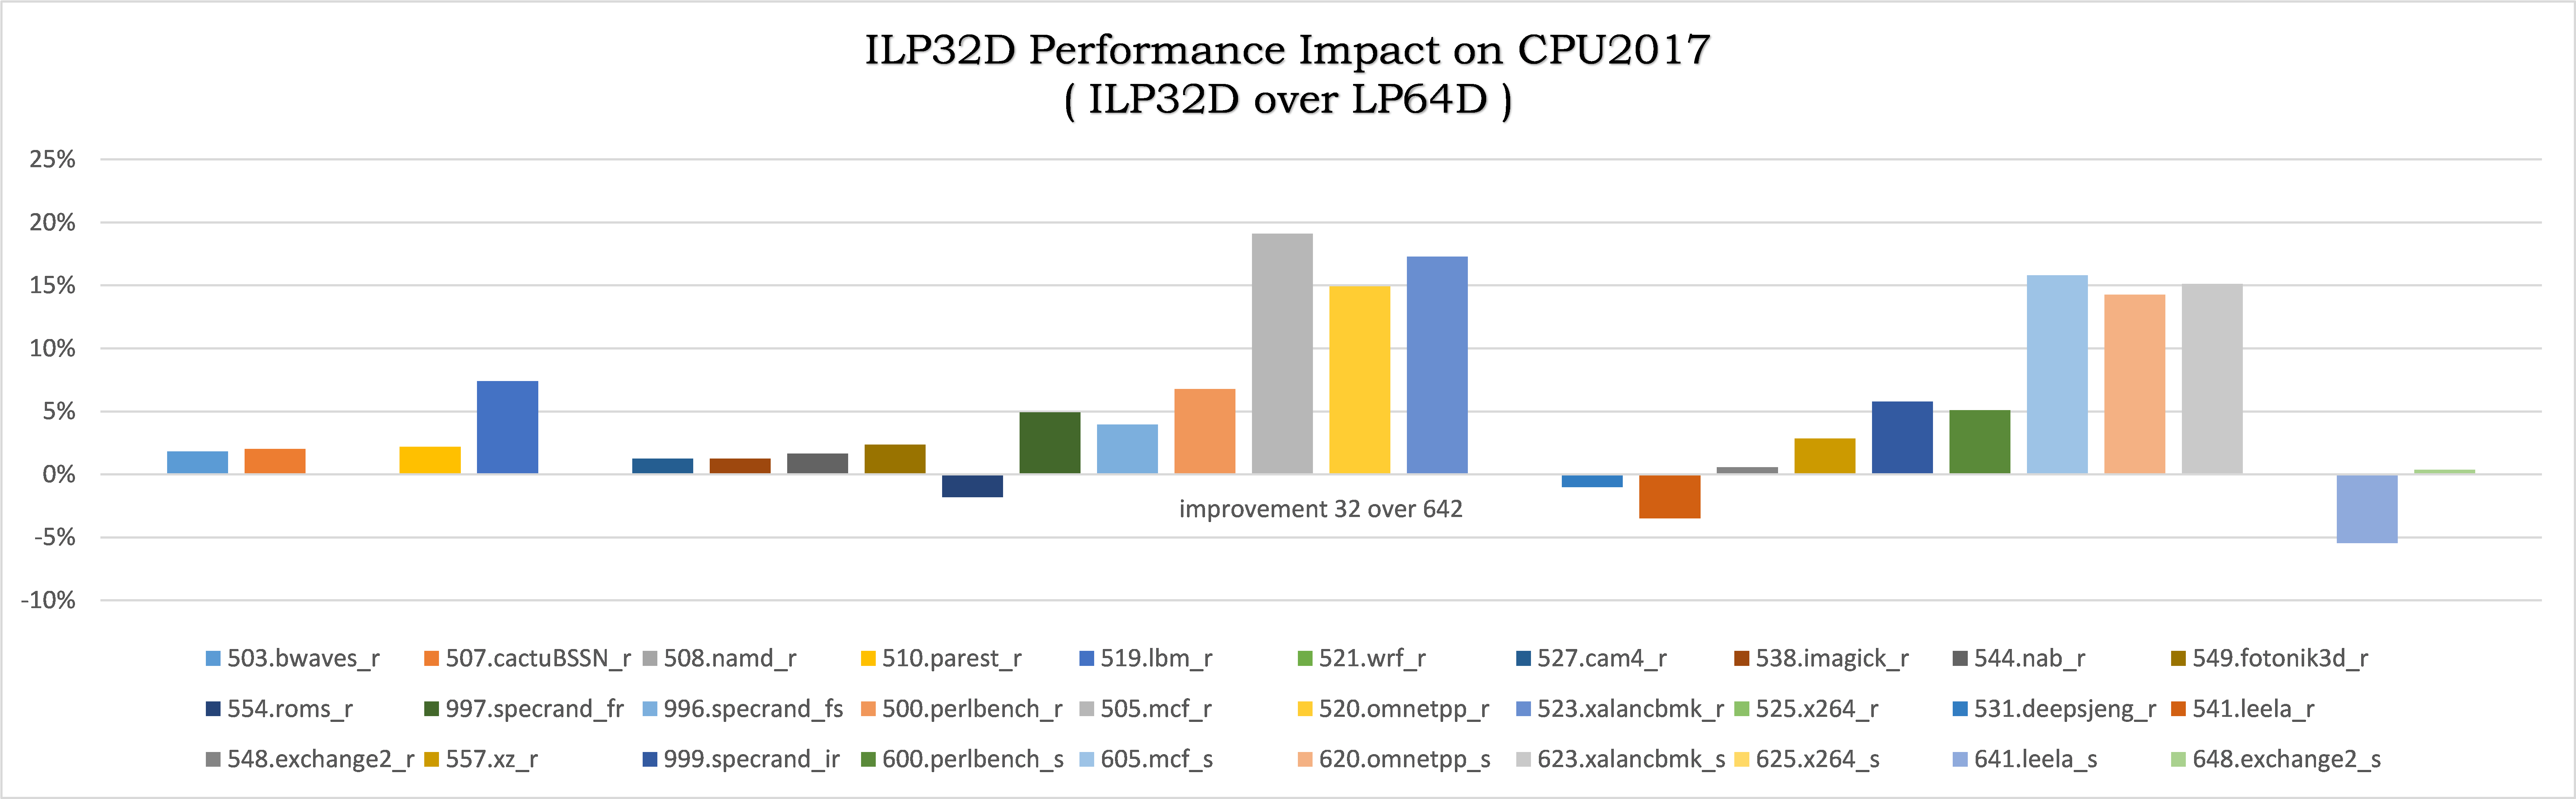 ILP32D Performance Impact on CPU2017
( ILP32D over LP64D )
25%
20%
15%
10%
5%
0%
improvement 32 over 642
-5%
-10%
503.bwaves_r 507.cactuBSSN_r 508.namd_r 510.parest_r 519.lbm_r 521.wrf_r 527.cam4_r 538.imagick_r 544.nab_r 549.fotonik3d_r
554.roms_r 997.specrand_fr 996.specrand_fs 500.perlbench_r 505.mcf_r 520.omnetpp_r 523.xalancbmk_r 525.x264_r 531.deepsjeng_r 541.leela_r
548.exchange2_r 557.xz_r 999.specrand_ir 600.perlbench_s 605.mcf_s 620.omnetpp_s 623.xalancbmk_s 625.x264_s 641.leela_s 648.exchange2_s